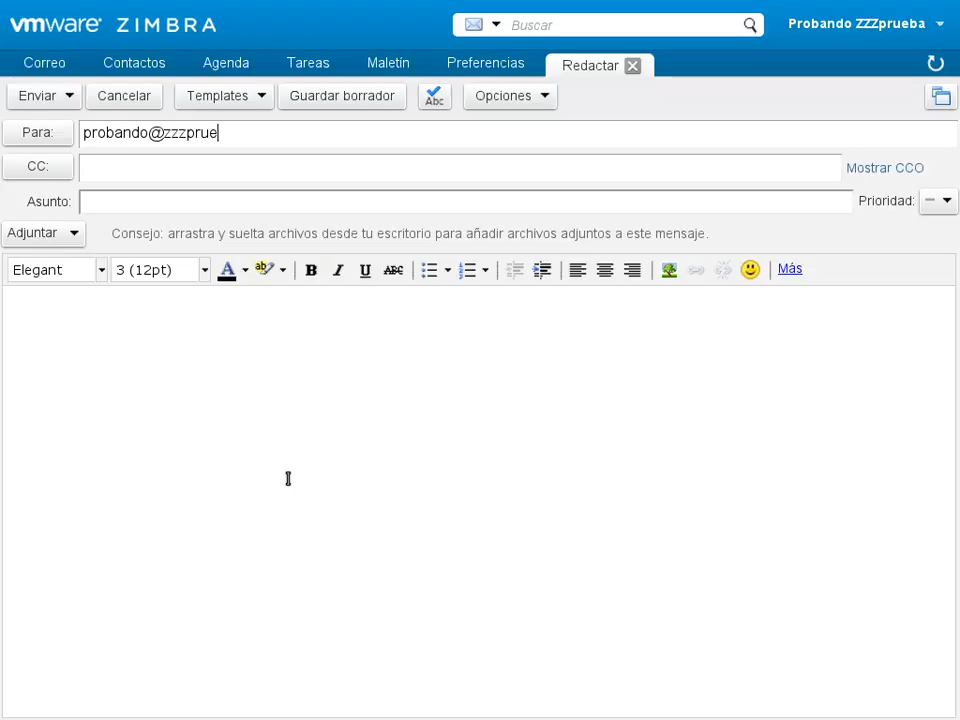 vmware ZIMBRA
Buscar
Probando ZZZprueba
Correo Contactos Agenda Tareas Maletín Preferencias Redactar
Enviar Cancelar Templates Guardar borrador Abc Opciones
Para: probando@zzzprue
CC: Mostrar CCO
Asunto: Prioridad:
Adjuntar Consejo: arrastra y suelta archivos desde tu escritorio para añadir archivos adjuntos a este mensaje.
Elegant 3 (12pt) A ab B I U ABC Más